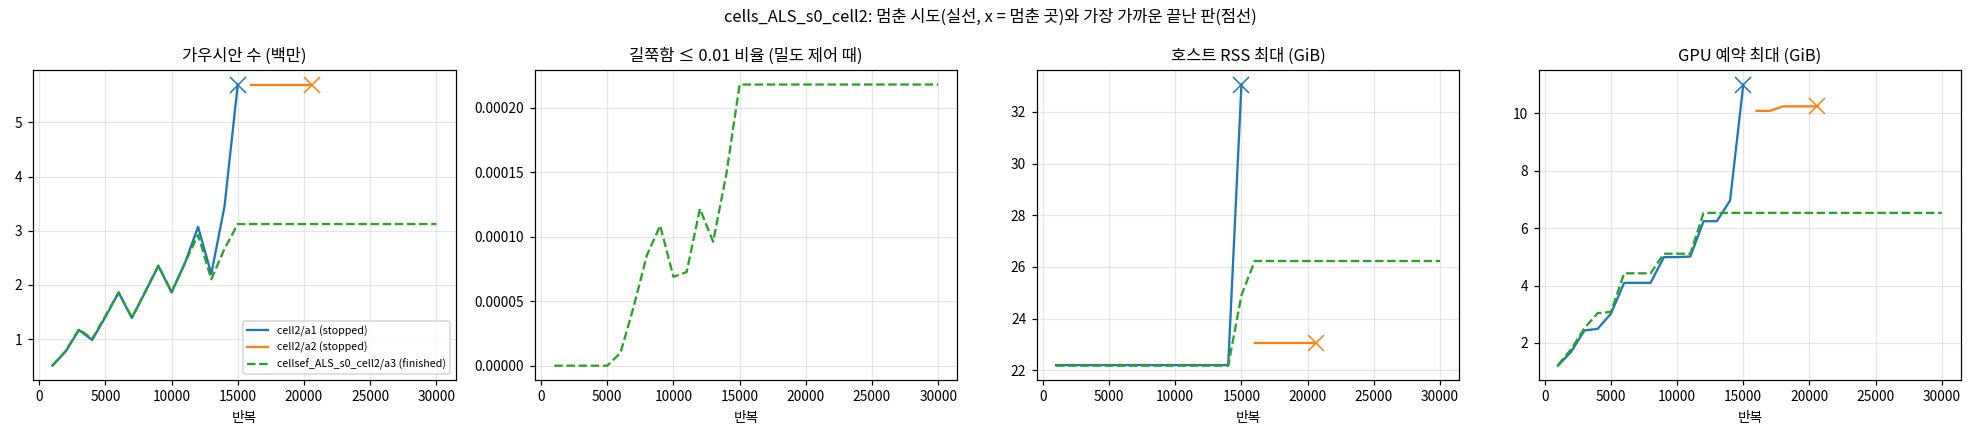 cells_ALS_s0_cell2: 멈춘 시도(실선, x = 멈춘 곳)와 가장 가까운 끝난 판(점선)
가우시안 수 (백만)
5
4
3
2
1
0 5000 10000 15000 20000 25000 30000
반복
cell2/a1 (stopped)
cell2/a2 (stopped)
cellsef_ALS_s0_cell2/a3 (finished)
길쭉함 ≤ 0.01 비율 (밀도 제어 때)
0.00020
0.00015
0.00010
0.00005
0.00000
0 5000 10000 15000 20000 25000 30000
반복
호스트 RSS 최대 (GiB)
32
30
28
26
24
22
0 5000 10000 15000 20000 25000 30000
반복
GPU 예약 최대 (GiB)
10
8
6
4
2
0 5000 10000 15000 20000 25000 30000
반복